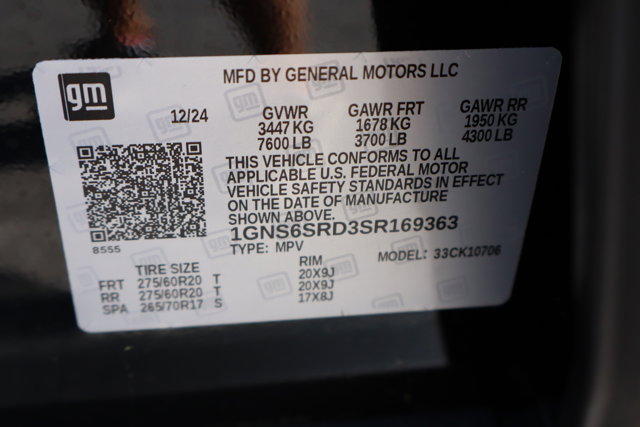 gm
MFD BY GENERAL MOTORS LLC
12/24 GVWR GAWR FRT GAWR RR
3447 KG 1678 KG 1950 KG
7600 LB 3700 LB 4300 LB
THIS VEHICLE CONFORMS TO ALL
APPLICABLE U.S. FEDERAL MOTOR
VEHICLE SAFETY STANDARDS IN EFFECT
ON THE DATE OF MANUFACTURE
SHOWN ABOVE.
8555
1GNS6SRD3SR169363
TYPE: MPV MODEL: 33CK10706
TIRE SIZE RIM
FRT 275/60R20 T 20X9J
RR 275/60R20 T 20X9J
SPA 265/70R17 S 17X8J